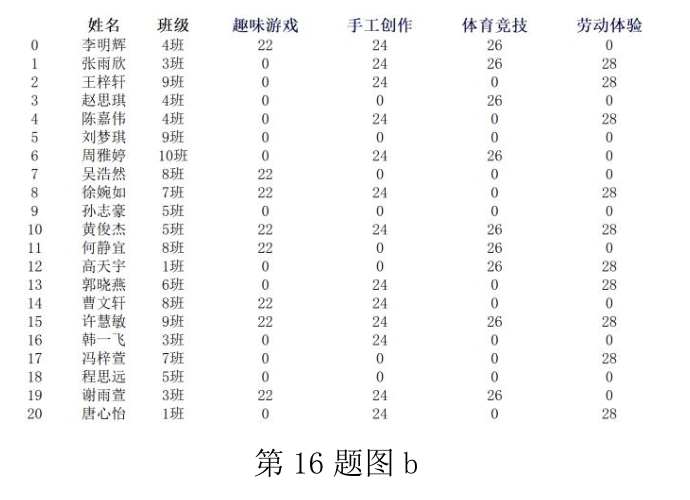 姓名 班级 趣味游戏 手工创作 体育竞技 劳动体验
0 李明辉 4班 22 24 26 0
1 张雨欣 3班 0 24 26 28
2 王梓轩 9班 0 24 0 28
3 赵思琪 4班 0 0 26 0
4 陈嘉伟 4班 0 24 0 28
5 刘梦琪 9班 0 0 0 0
6 周雅婷 10班 0 24 26 0
7 吴浩然 8班 22 0 0 0
8 徐婉如 7班 22 24 0 28
9 孙志豪 5班 0 0 0 0
10 黄俊杰 5班 22 24 26 28
11 何静宜 8班 22 0 26 0
12 高天宇 1班 0 0 26 28
13 郭晓燕 6班 0 24 0 28
14 曹文轩 8班 22 24 0 0
15 许慧敏 9班 22 24 26 28
16 韩一飞 3班 0 24 0 0
17 冯梓萱 7班 0 0 0 28
18 程思远 5班 0 0 0 0
19 谢雨萱 3班 22 24 26 0
20 唐心怡 1班 0 24 0 28
第 16 题图 b